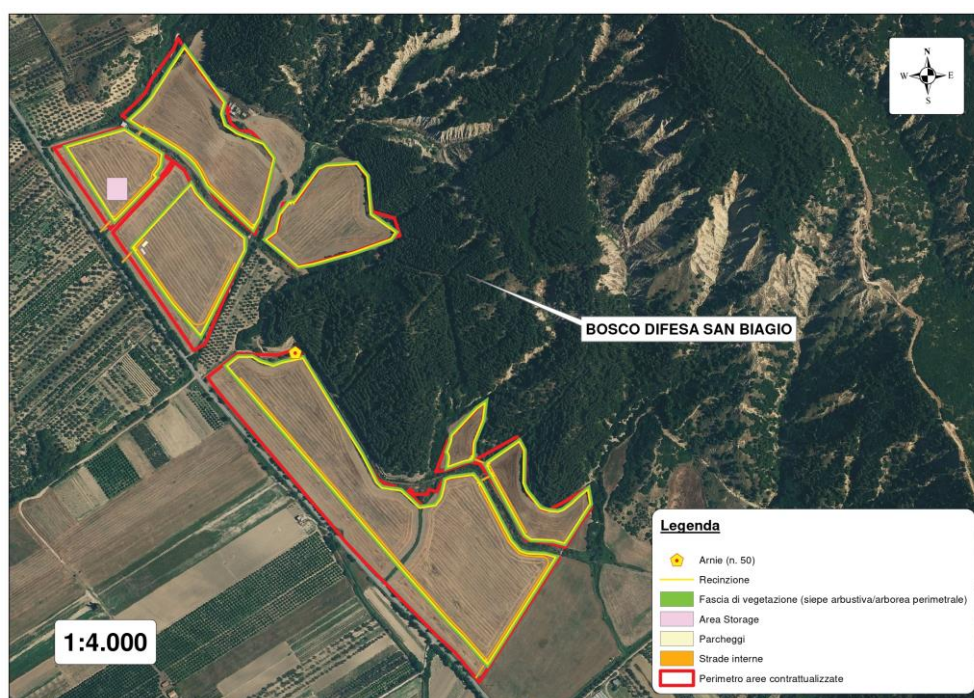 N
W E
S
BOSCO DIFESA SAN BIAGIO
1:4.000
Legenda
Arnie (n. 50)
Recinzione
Fascia di vegetazione (siepe arbustiva/arborea perimetrale)
Area Storage
Parcheggi
Strade interne
Perimetro aree contrattualizzate